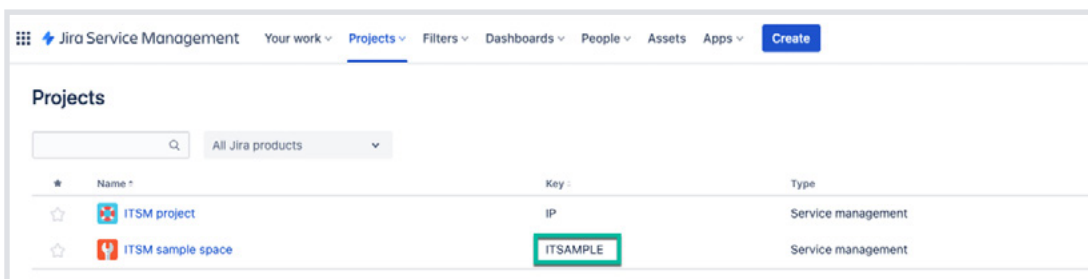 Jira Service Management Your work Projects Filters Dashboards People Assets Apps Create
Projects
All Jira products
Name Key Type
ITSM project IP Service management
ITSM sample space ITSAMPLE Service management